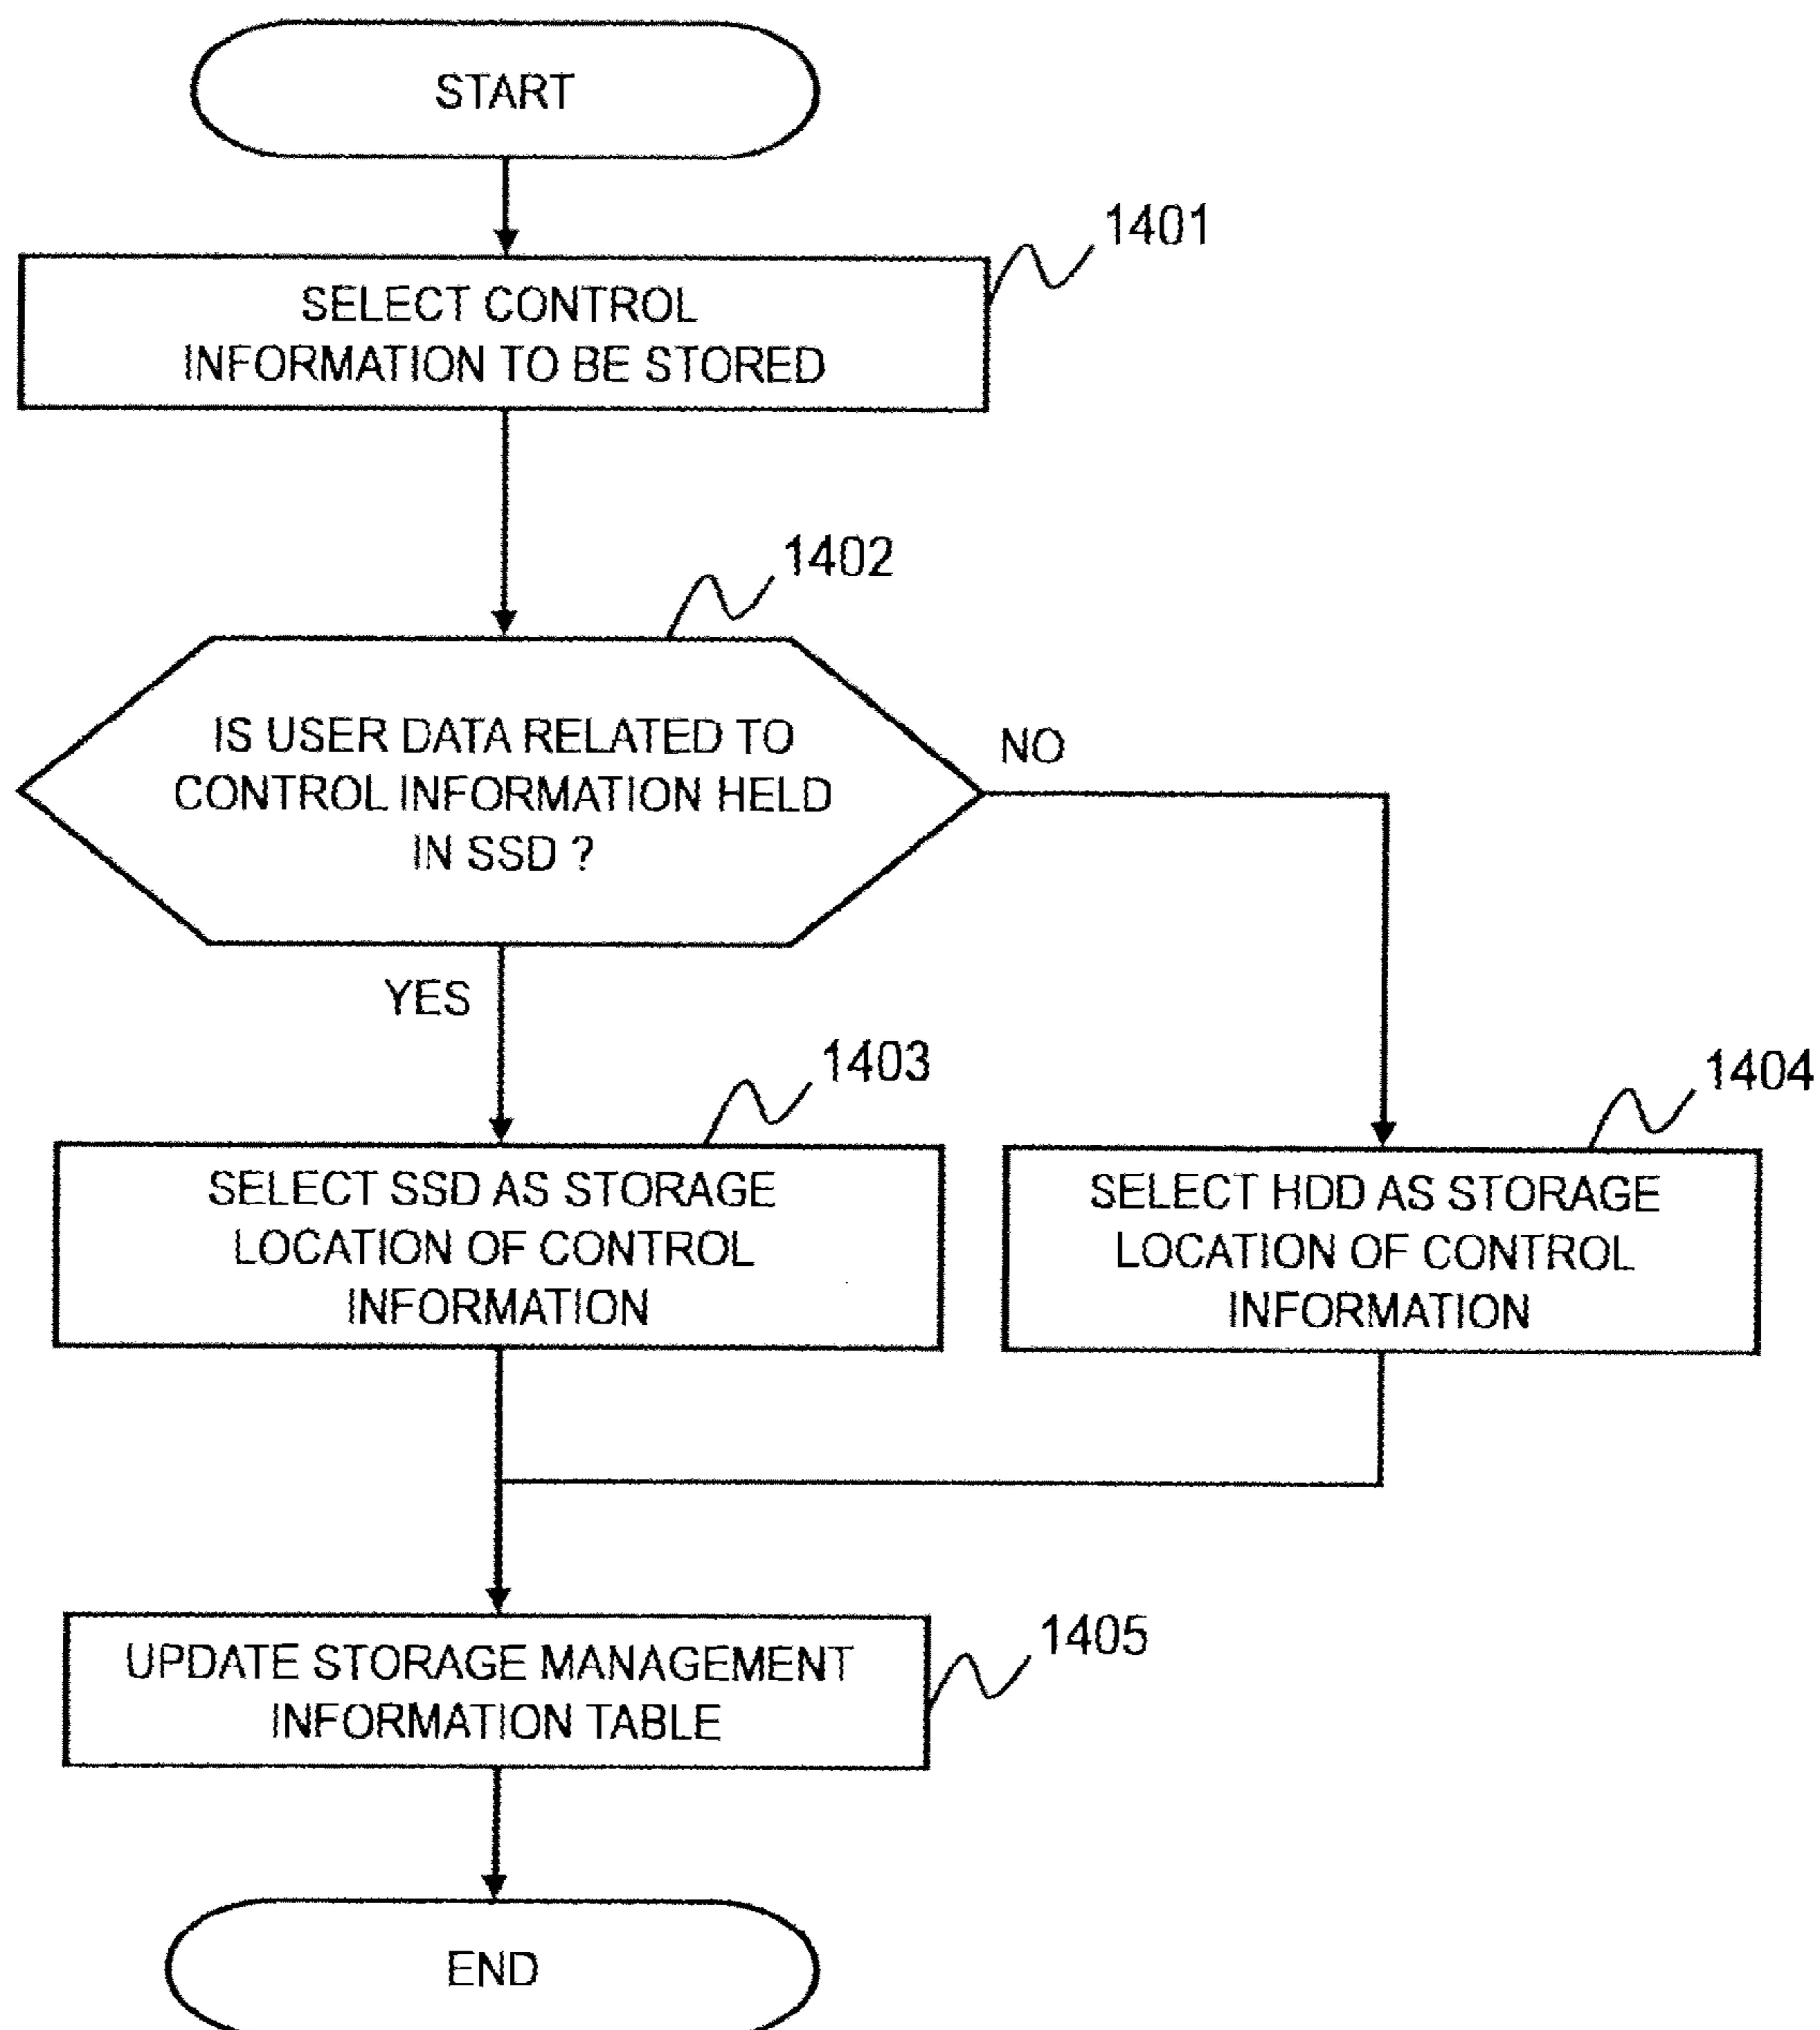 START
1401
SELECT CONTROL
INFORMATION TO BE STORED
1402
IS USER DATA RELATED TO
CONTROL INFORMATION HELD
IN SSD ?
NO
YES
1403
1404
SELECT SSD AS STORAGE
LOCATION OF CONTROL
INFORMATION
SELECT HDD AS STORAGE
LOCATION OF CONTROL
INFORMATION
1405
UPDATE STORAGE MANAGEMENT
INFORMATION TABLE
END